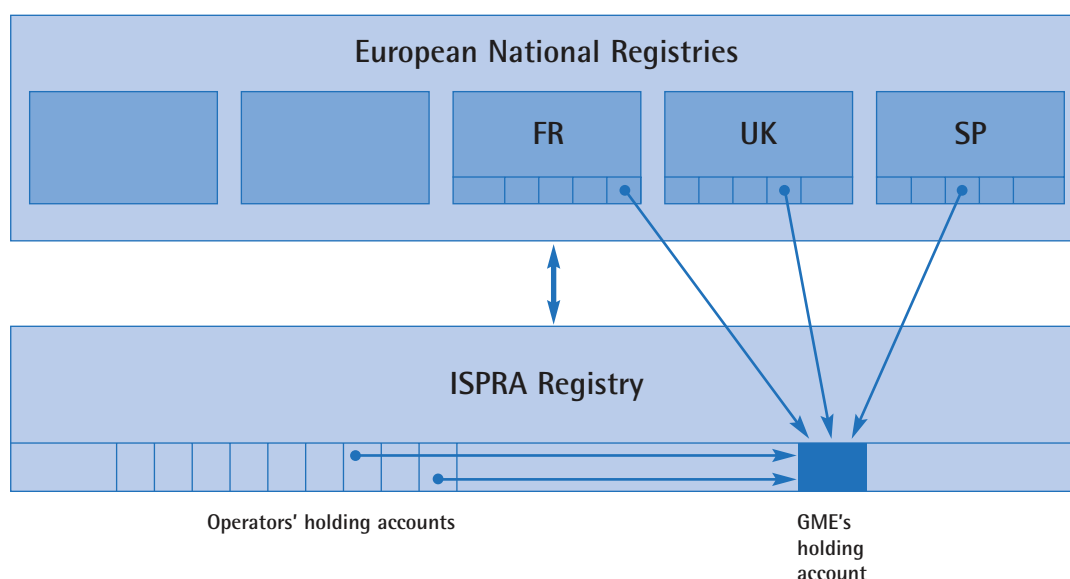 European National Registries
FR
UK
SP
ISPRA Registry
Operators' holding accounts
GME's
holding
account